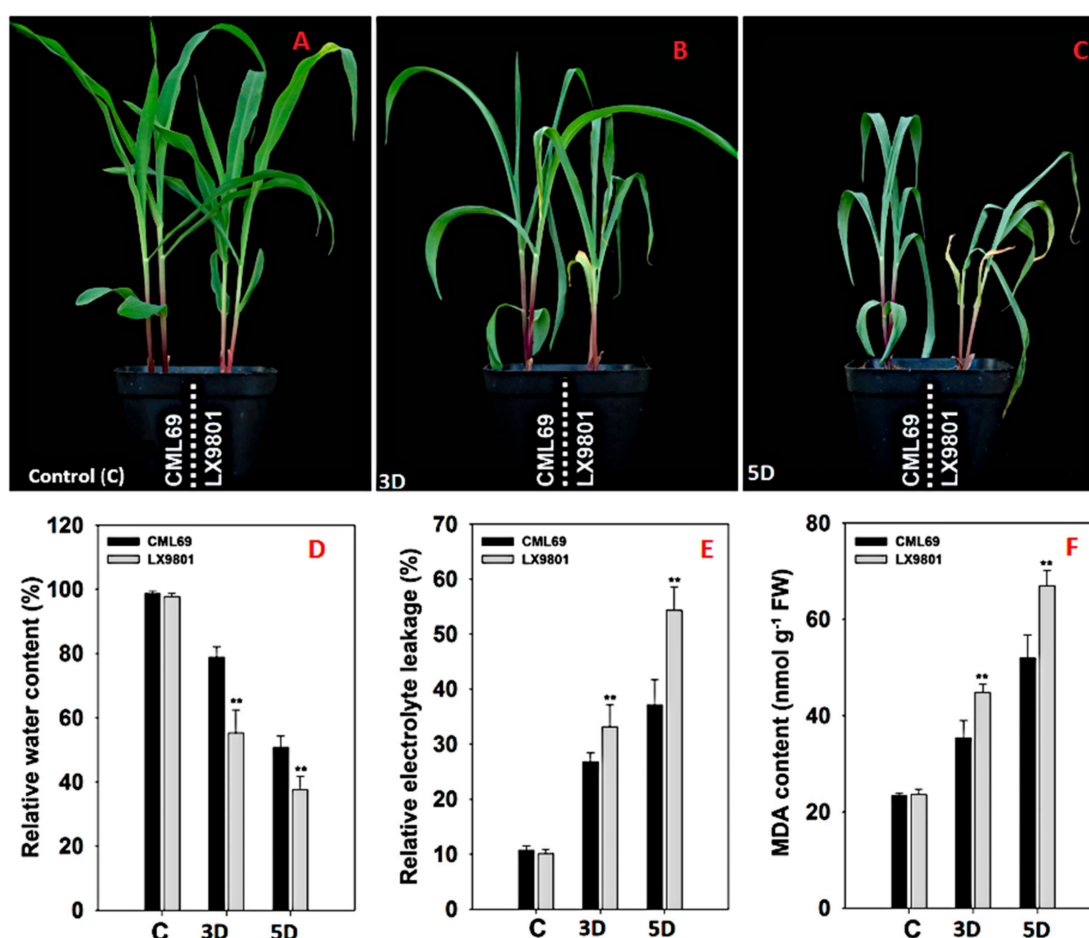 A
B
C
Control (C)
CML69
LX9801
3D
CML69
LX9801
5D
CML69
LX9801
D
Relative water content (%)
120
100
80
60
40
20
0
CML69
LX9801
**
**
C 3D 5D
E
Relative electrolyte leakage (%)
70
60
50
40
30
20
10
0
CML69
LX9801
**
**
C 3D 5D
F
MDA content (nmol g⁻¹ FW)
80
60
40
20
0
CML69
LX9801
**
**
C 3D 5D